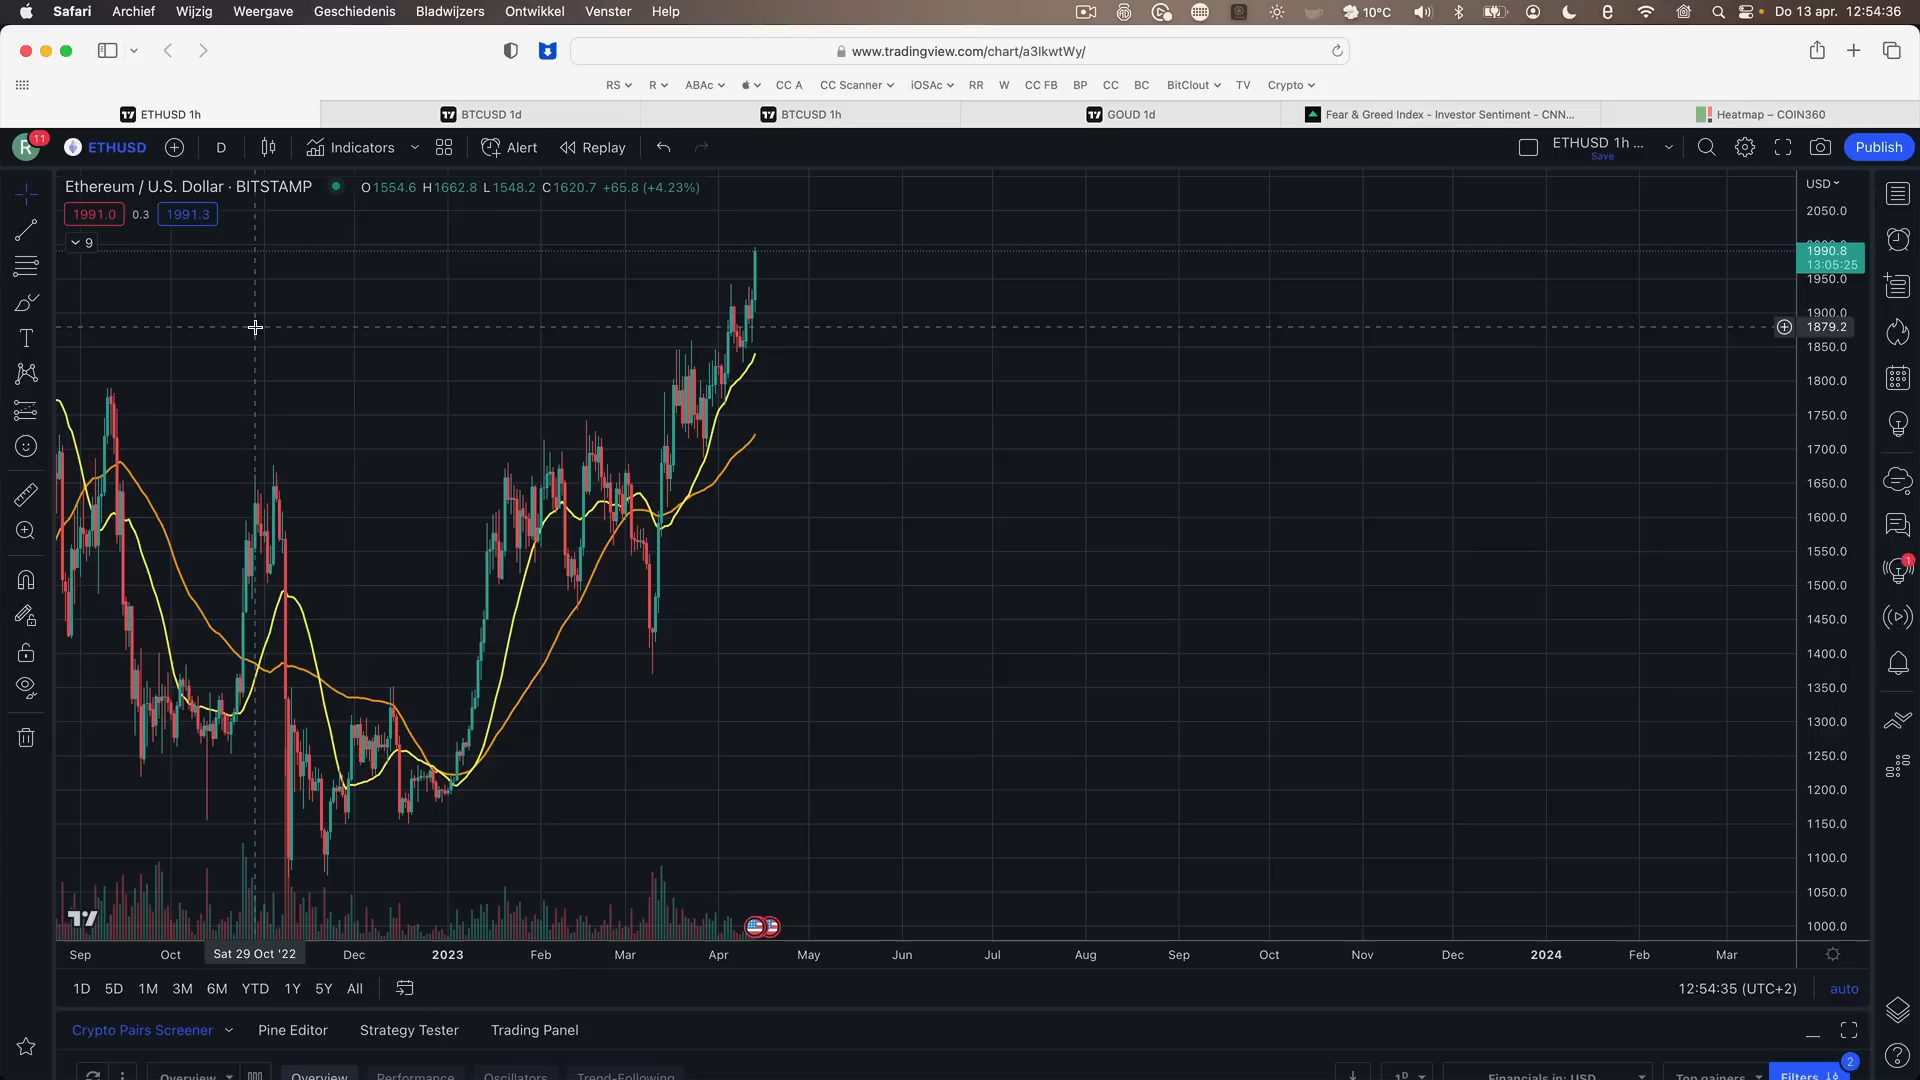 Safari Archief Wijzig Weergave Geschiedenis Bladwijzers Ontwikkel Venster Help 10°C Do 13 apr. 12:54:36
www.tradingview.com/chart/a3lkwtWy/
RS R ABAc CC A CC Scanner iOSAc RR W CC FB BP CC BC BitClout TV Crypto
ETHUSD 1h BTCUSD 1d BTCUSD 1h GOUD 1d Fear & Greed Index - Investor Sentiment - CNN... Heatmap – COIN360
R 11 ETHUSD D Indicators Alert Replay ETHUSD 1h ... Save Publish
Ethereum / U.S. Dollar · BITSTAMP O1554.6 H1662.8 L1548.2 C1620.7 +65.8 (+4.23%)
1991.0 0.3 1991.3
9
USD
2050.0
1990.8
13:05:25
1950.0
1900.0
1879.2
1850.0
1800.0
1750.0
1700.0
1650.0
1600.0
1550.0
1500.0
1450.0
1400.0
1350.0
1300.0
1250.0
1200.0
1150.0
1100.0
1050.0
1000.0
1
Sep Oct Sat 29 Oct '22 Dec 2023 Feb Mar Apr May Jun Jul Aug Sep Oct Nov Dec 2024 Feb Mar
1D 5D 1M 3M 6M YTD 1Y 5Y All 12:54:35 (UTC+2) auto
Crypto Pairs Screener Pine Editor Strategy Tester Trading Panel
Overview Overview Performance Oscillators Trend-Following 1D Financials in: USD Top gainers Filters 2